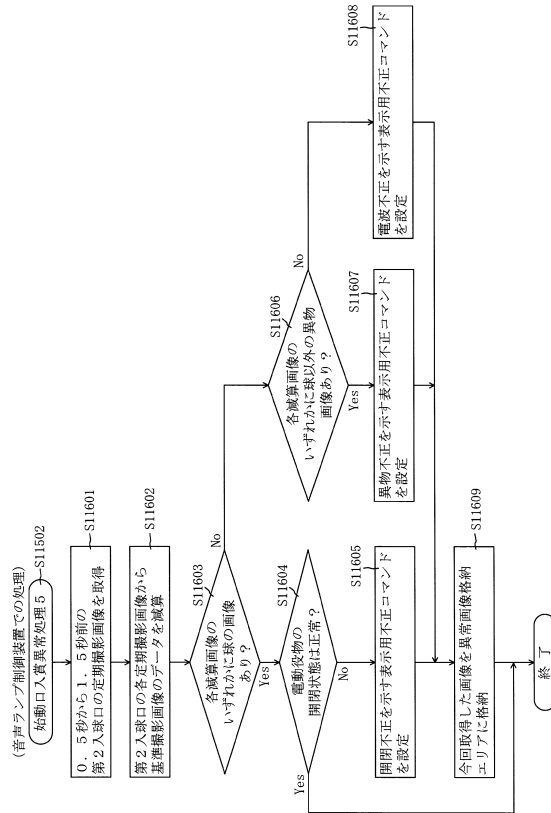 (音声ランプ制御装置での処理)
始動口入賞異常処理5
S11502
0.5秒から1.5秒前の
第2入球口の定期撮影画像を取得
S11601
第2入球口の各定期撮影画像から
基準撮影画像のデータを減算
S11602
各減算画像の
いずれかに球の画像
あり?
S11603
No
Yes
電動役物の
開閉状態は正常?
S11604
Yes
No
開閉不正を示す表示用不正コマンド
を設定
S11605
各減算画像の
いずれかに球以外の異物
画像あり?
S11606
No
Yes
異物不正を示す表示用不正コマンド
を設定
S11607
電波不正を示す表示用不正コマンド
を設定
S11608
今回取得した画像を異常画像格納
エリアに格納
S11609
終了